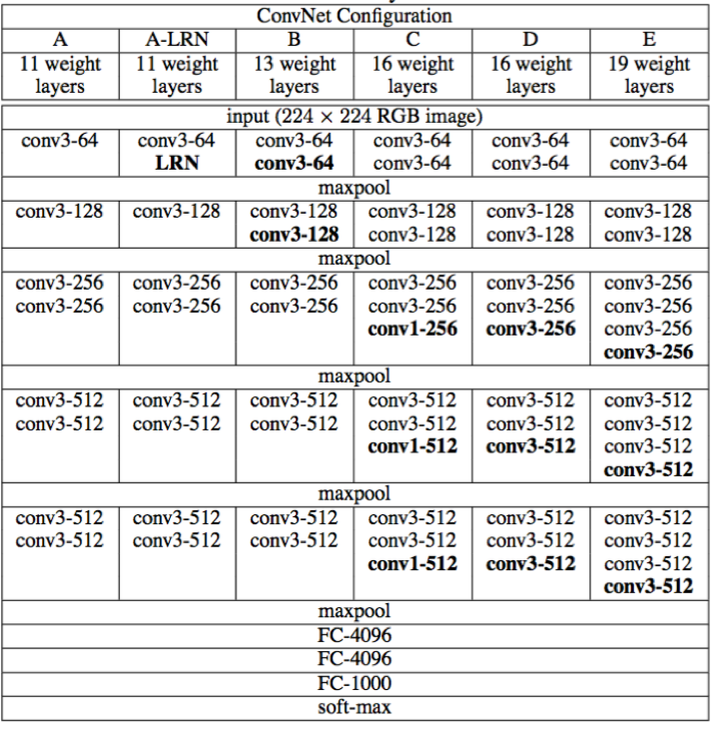 ConvNet Configuration
A A-LRN B C D E
11 weight 11 weight 13 weight 16 weight 16 weight 19 weight
layers layers layers layers layers layers
input (224 × 224 RGB image)
conv3-64 conv3-64 conv3-64 conv3-64 conv3-64 conv3-64
LRN conv3-64 conv3-64 conv3-64 conv3-64
maxpool
conv3-128 conv3-128 conv3-128 conv3-128 conv3-128 conv3-128
conv3-128 conv3-128 conv3-128 conv3-128
maxpool
conv3-256 conv3-256 conv3-256 conv3-256 conv3-256 conv3-256
conv3-256 conv3-256 conv3-256 conv3-256 conv3-256 conv3-256
conv1-256 conv3-256 conv3-256
conv3-256
maxpool
conv3-512 conv3-512 conv3-512 conv3-512 conv3-512 conv3-512
conv3-512 conv3-512 conv3-512 conv3-512 conv3-512 conv3-512
conv1-512 conv3-512 conv3-512
conv3-512
maxpool
conv3-512 conv3-512 conv3-512 conv3-512 conv3-512 conv3-512
conv3-512 conv3-512 conv3-512 conv3-512 conv3-512 conv3-512
conv1-512 conv3-512 conv3-512
conv3-512
maxpool
FC-4096
FC-4096
FC-1000
soft-max